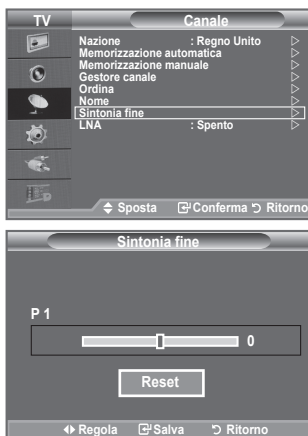 TV Canale
Nazione : Regno Unito
Memorizzazione automatica
Memorizzazione manuale
Gestore canale
Ordina
Nome
Sintonia fine
LNA : Spento
Sposta Conferma Ritorno
Sintonia fine
P 1
0
Reset
Regola Salva Ritorno